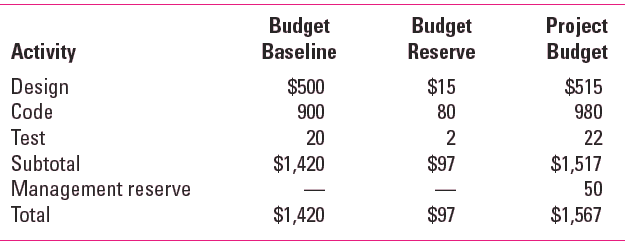 Budget Budget Project
Activity Baseline Reserve Budget
Design $500 $15 $515
Code 900 80 980
Test 20 2 22
Subtotal $1,420 $97 $1,517
Management reserve — — 50
Total $1,420 $97 $1,567